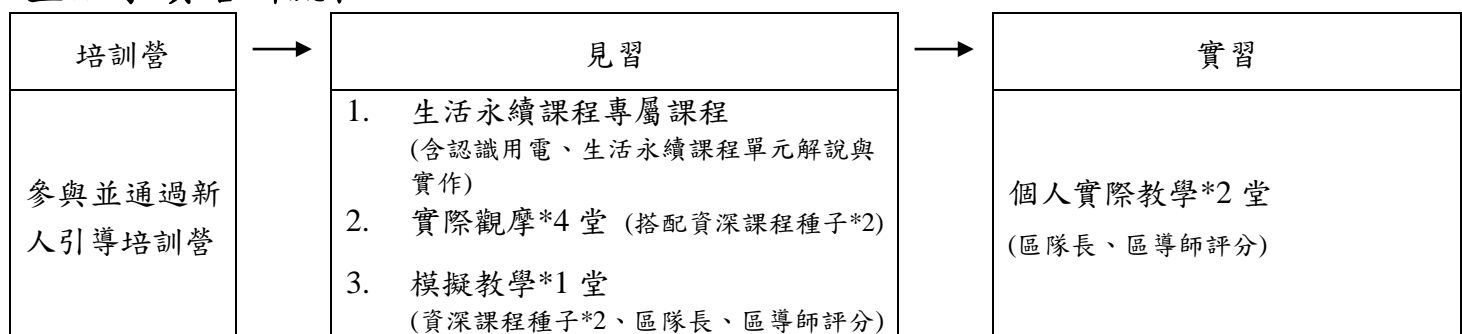 培訓營
見習
實習
參與並通過新
人引導培訓營
1. 生活永續課程專屬課程
(含認識用電、生活永續課程單元解說與
實作)
2. 實際觀摩*4 堂 (搭配資深課程種子*2)
3. 模擬教學*1 堂
(資深課程種子*2、區隊長、區導師評分)
個人實際教學*2 堂
(區隊長、區導師評分)